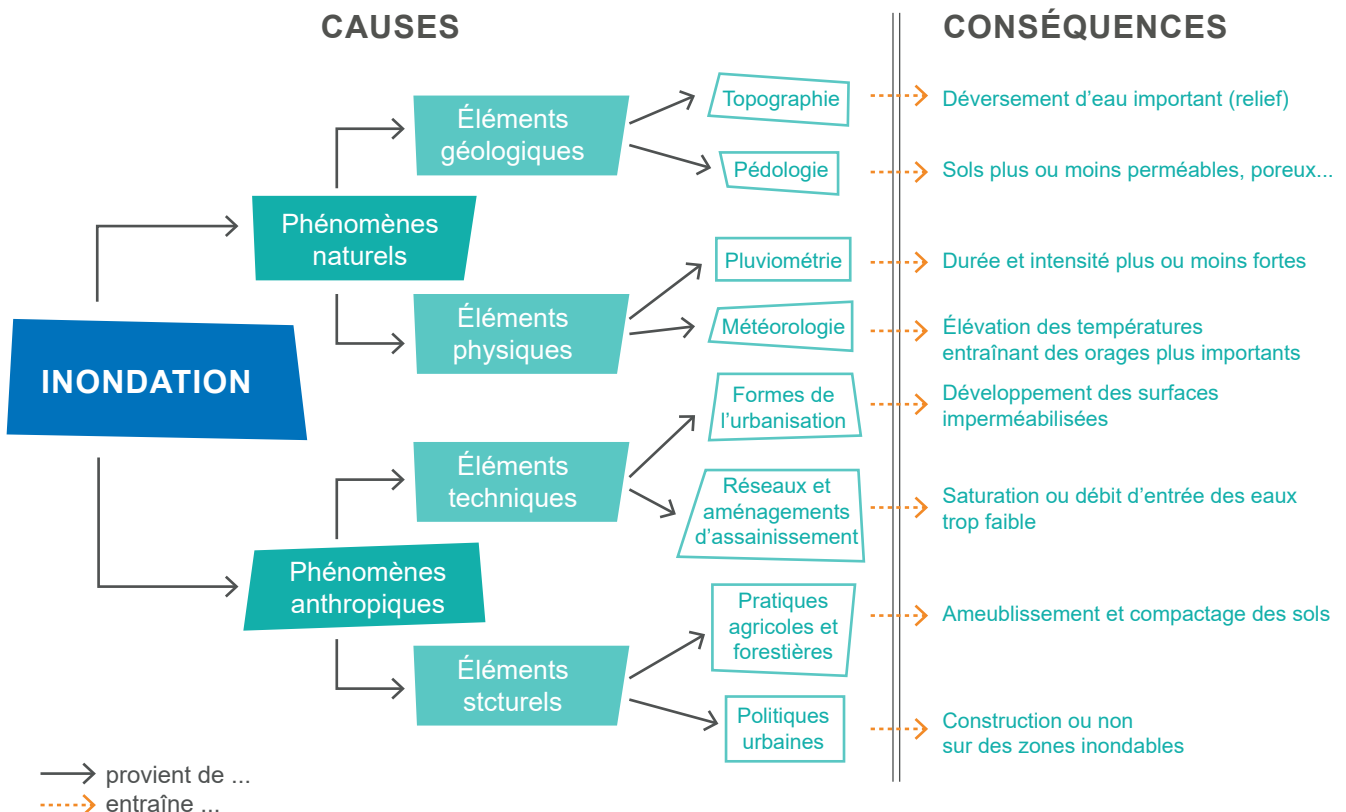 CAUSES
CONSÉQUENCES
INONDATION
Phénomènes
naturels
Éléments
géologiques
Topographie
Déversement d'eau important (relief)
Pédologie
Sols plus ou moins perméables, poreux...
Éléments
physiques
Pluviométrie
Durée et intensité plus ou moins fortes
Météorologie
Élévation des températures
entraînant des orages plus importants
Phénomènes
anthropiques
Éléments
techniques
Formes de
l'urbanisation
Développement des surfaces
imperméabilisées
Réseaux et
aménagements
d'assainissement
Saturation ou débit d'entrée des eaux
trop faible
Éléments
stcturels
Pratiques
agricoles et
forestières
Ameublissement et compactage des sols
Politiques
urbaines
Construction ou non
sur des zones inondables
provient de ...
entraîne ...